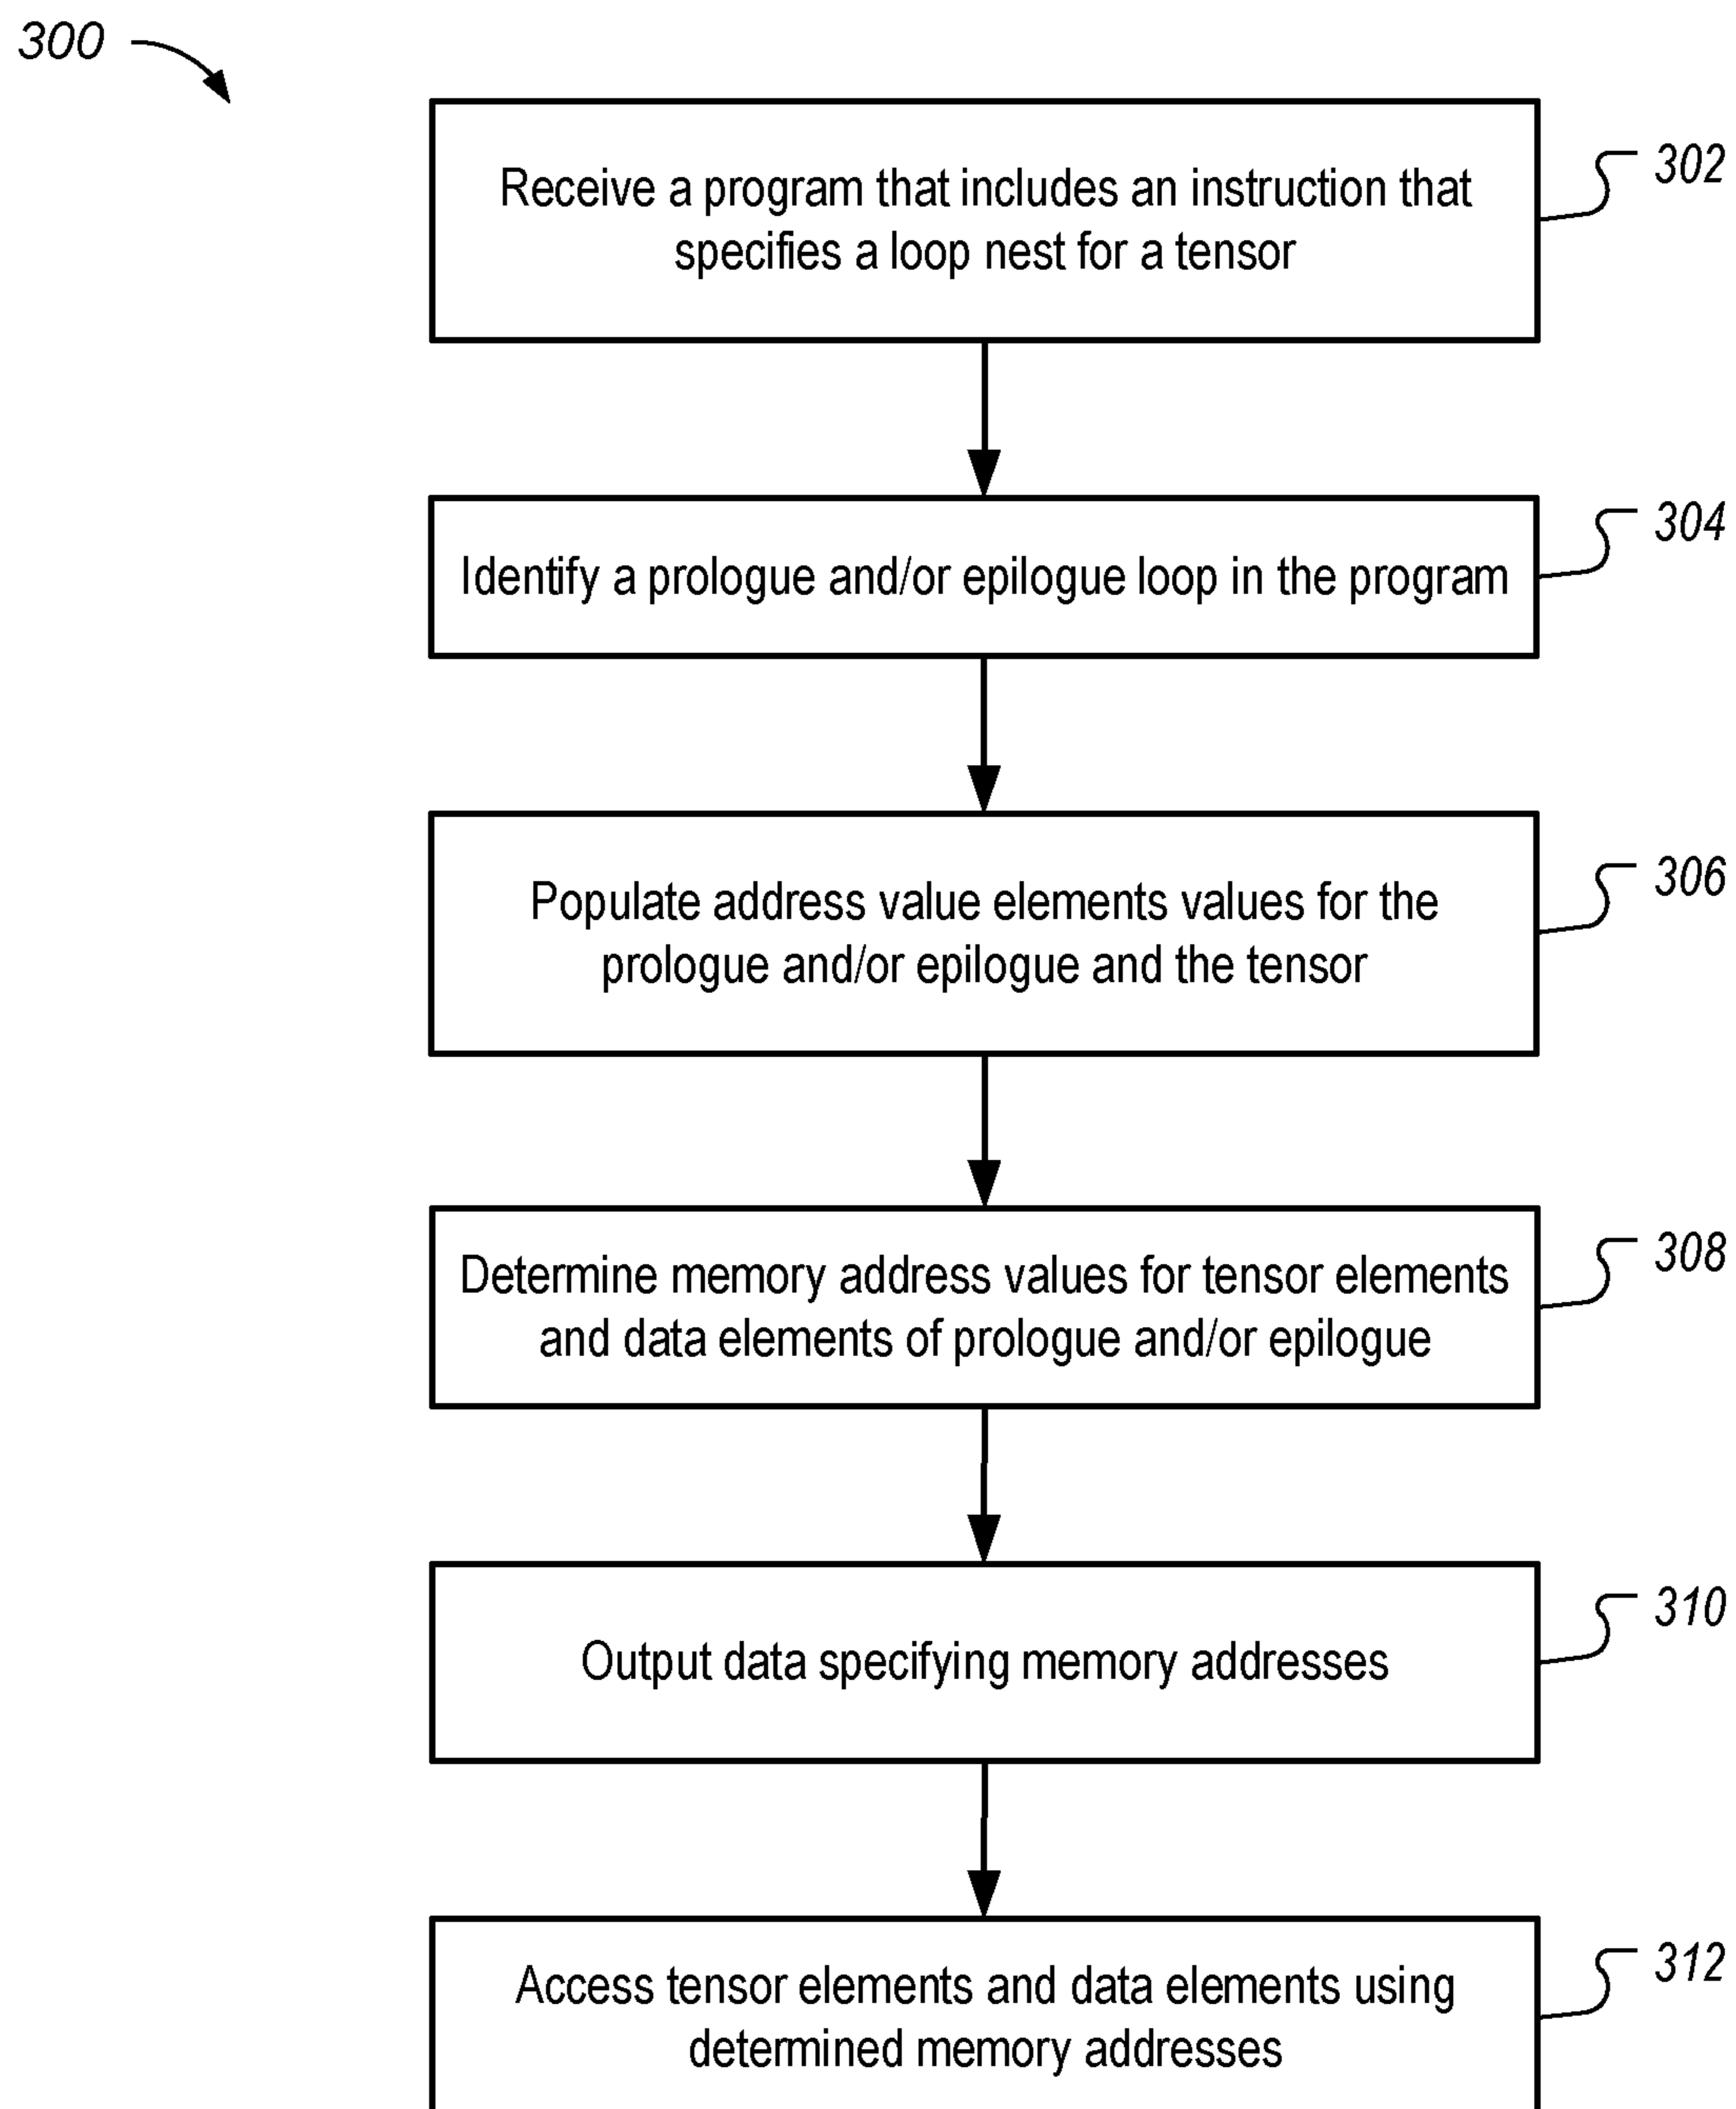 300
Receive a program that includes an instruction that
specifies a loop nest for a tensor
302
Identify a prologue and/or epilogue loop in the program
304
Populate address value elements values for the
prologue and/or epilogue and the tensor
306
Determine memory address values for tensor elements
and data elements of prologue and/or epilogue
308
Output data specifying memory addresses
310
Access tensor elements and data elements using
determined memory addresses
312